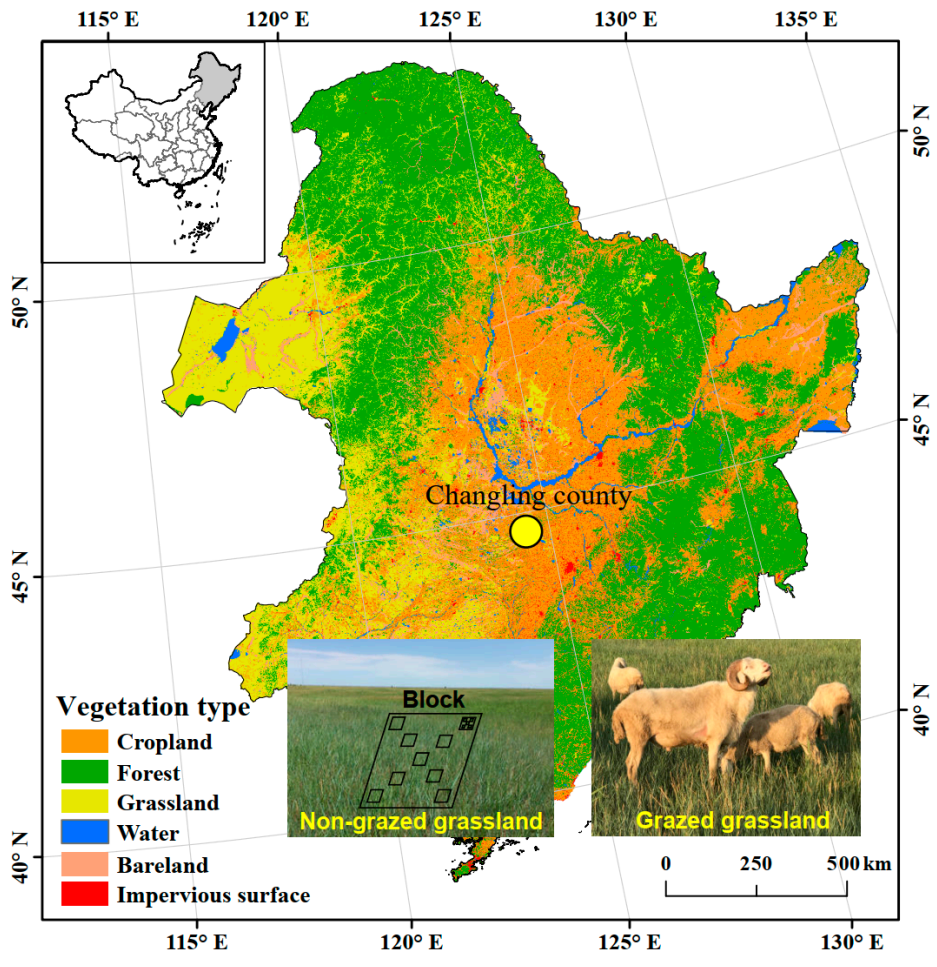 115° E
120° E
125° E
130° E
135° E
50° N
50° N
45° N
Changling county
45° N
40° N
Vegetation type
Cropland
Forest
Grassland
Water
Bareland
Impervious surface
Block
Non-grazed grassland
Grazed grassland
40° N
0
250
500 km
115° E
120° E
125° E
130° E